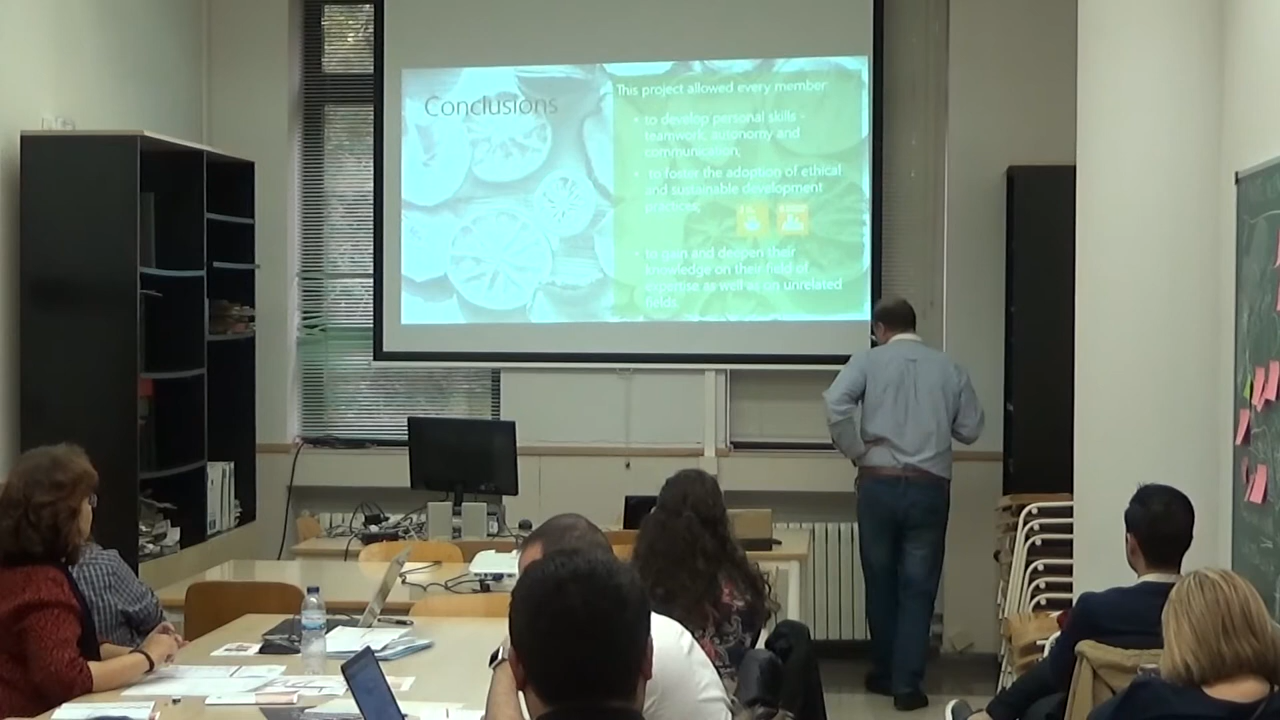 Conclusions
This project allowed every member
• to develop personal skills -
teamwork, autonomy and
communication;
• to foster the adoption of ethical
and sustainable development
practices;
• to gain and deepen their
knowledge on their field of
expertise as well as on unrelated
fields.